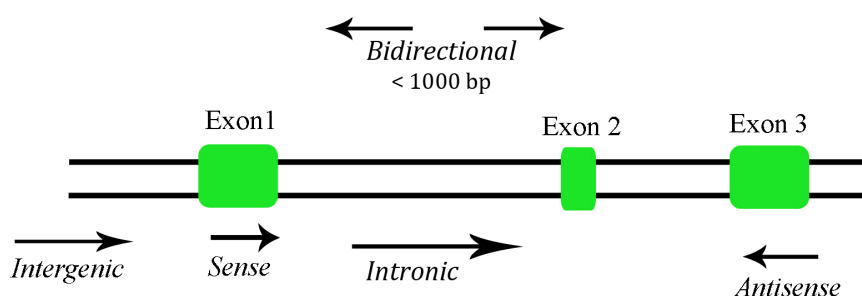 Bidirectional
< 1000 bp
Exon1
Exon 2
Exon 3
Intergenic
Sense
Intronic
Antisense